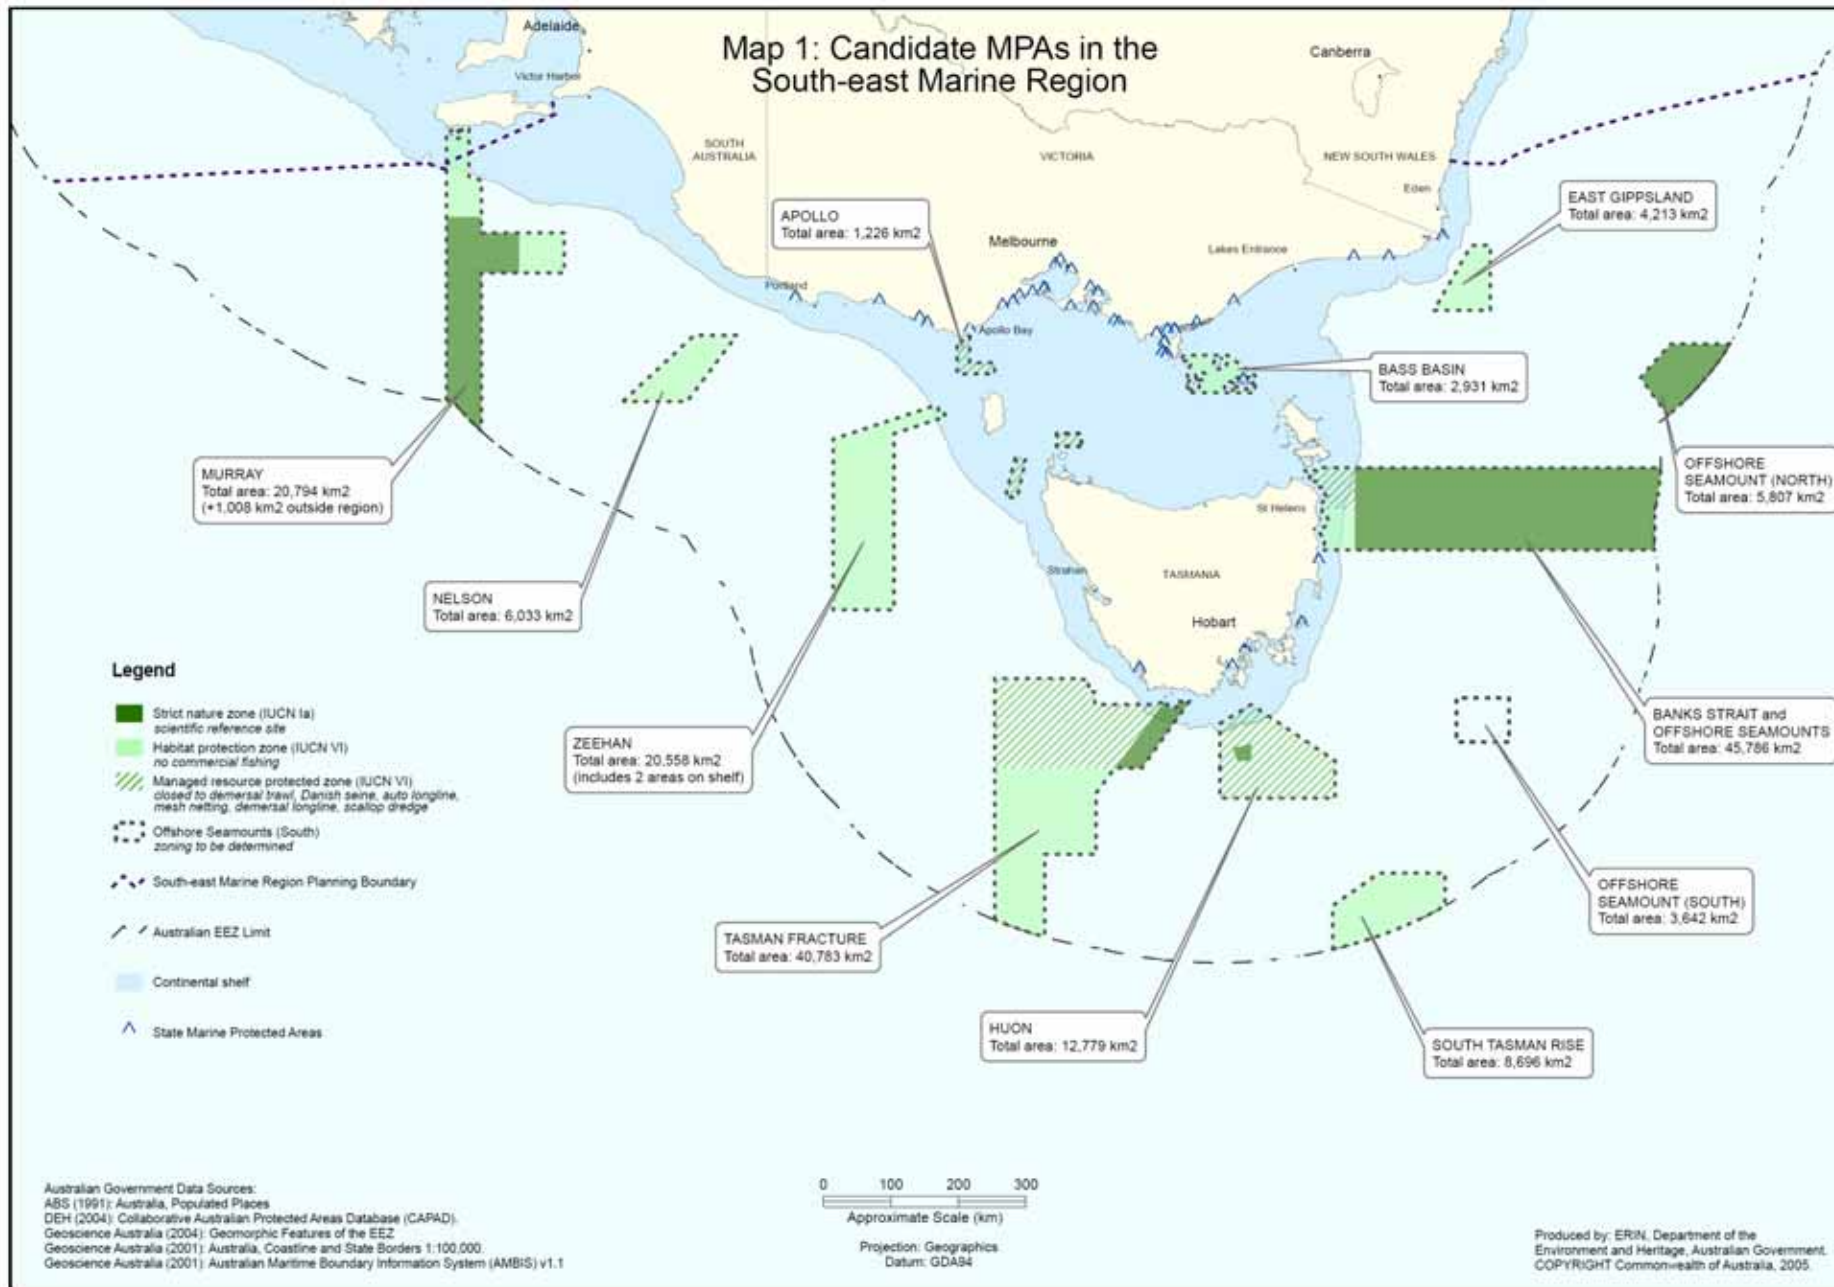 Map 1: Candidate MPAs in the
South-east Marine Region
Adelaide
Victor Harbor
Canberra
SOUTH
AUSTRALIA
VICTORIA
NEW SOUTH WALES
Eden
EAST GIPPSLAND
Total area: 4,213 km2
APOLLO
Total area: 1,226 km2
Melbourne
Lakes Entrance
Portland
Apollo Bay
BASS BASIN
Total area: 2,931 km2
MURRAY
Total area: 20,794 km2
(+1,008 km2 outside region)
OFFSHORE
SEAMOUNT (NORTH)
Total area: 5,807 km2
St Helens
Strahan
TASMANIA
NELSON
Total area: 6,033 km2
Hobart
Legend
Strict nature zone (IUCN Ia)
scientific reference site
Habitat protection zone (IUCN VI)
no commercial fishing
Managed resource protected zone (IUCN VI)
closed to demersal trawl, Danish seine, auto longline,
mesh netting, demersal longline, scallop dredge
Offshore Seamounts (South)
zoning to be determined
South-east Marine Region Planning Boundary
Australian EEZ Limit
Continental shelf
State Marine Protected Areas
ZEEHAN
Total area: 20,558 km2
(includes 2 areas on shelf)
BANKS STRAIT and
OFFSHORE SEAMOUNTS
Total area: 45,786 km2
OFFSHORE
SEAMOUNT (SOUTH)
Total area: 3,642 km2
TASMAN FRACTURE
Total area: 40,783 km2
HUON
Total area: 12,779 km2
SOUTH TASMAN RISE
Total area: 8,696 km2
Australian Government Data Sources:
ABS (1991): Australia, Populated Places
DEH (2004): Collaborative Australian Protected Areas Database (CAPAD).
Geoscience Australia (2004): Geomorphic Features of the EEZ
Geoscience Australia (2001): Australia, Coastline and State Borders 1:100,000.
Geoscience Australia (2001): Australian Maritime Boundary Information System (AMBIS) v1.1
0 100 200 300
Approximate Scale (km)
Projection: Geographics
Datum: GDA94
Produced by: ERIN, Department of the
Environment and Heritage, Australian Government.
COPYRIGHT Commonwealth of Australia, 2005.